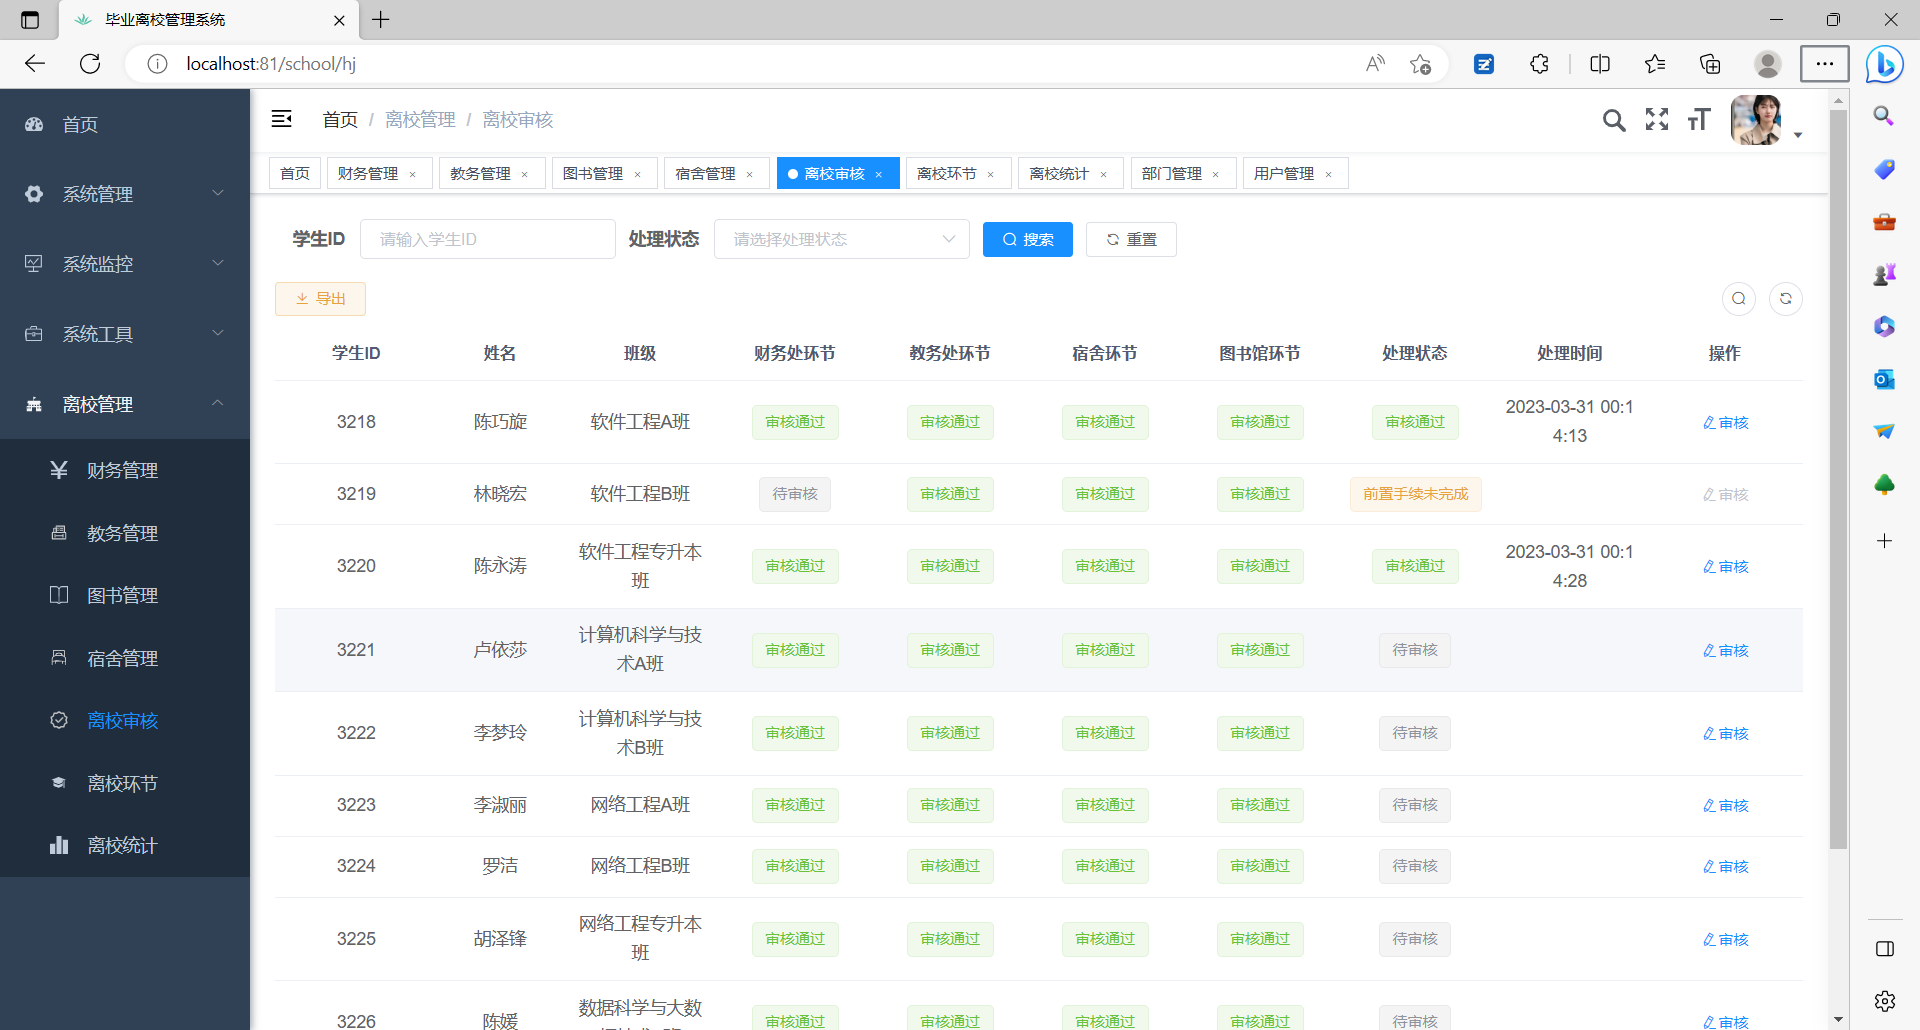 毕业离校管理系统
localhost:81/school/hj
首页
系统管理
系统监控
系统工具
离校管理
财务管理
教务管理
图书管理
宿舍管理
离校审核
离校环节
离校统计
首页 / 离校管理 / 离校审核
首页 财务管理 × 教务管理 × 图书管理 × 宿舍管理 × 离校审核 × 离校环节 × 离校统计 × 部门管理 × 用户管理 ×
学生ID 请输入学生ID 处理状态 请选择处理状态 搜索 重置
导出
学生ID 姓名 班级 财务处环节 教务处环节 宿舍环节 图书馆环节 处理状态 处理时间 操作
3218 陈巧旋 软件工程A班 审核通过 审核通过 审核通过 审核通过 审核通过 2023-03-31 00:1
4:13 审核
3219 林晓宏 软件工程B班 待审核 审核通过 审核通过 审核通过 前置手续未完成 审核
3220 陈永涛 软件工程专升本
班 审核通过 审核通过 审核通过 审核通过 审核通过 2023-03-31 00:1
4:28 审核
3221 卢依莎 计算机科学与技
术A班 审核通过 审核通过 审核通过 审核通过 待审核 审核
3222 李梦玲 计算机科学与技
术B班 审核通过 审核通过 审核通过 审核通过 待审核 审核
3223 李淑丽 网络工程A班 审核通过 审核通过 审核通过 审核通过 待审核 审核
3224 罗洁 网络工程B班 审核通过 审核通过 审核通过 审核通过 待审核 审核
3225 胡泽锋 网络工程专升本
班 审核通过 审核通过 审核通过 审核通过 待审核 审核
3226 陈媛 数据科学与大数
审核通过 审核通过 审核通过 审核通过 待审核 审核